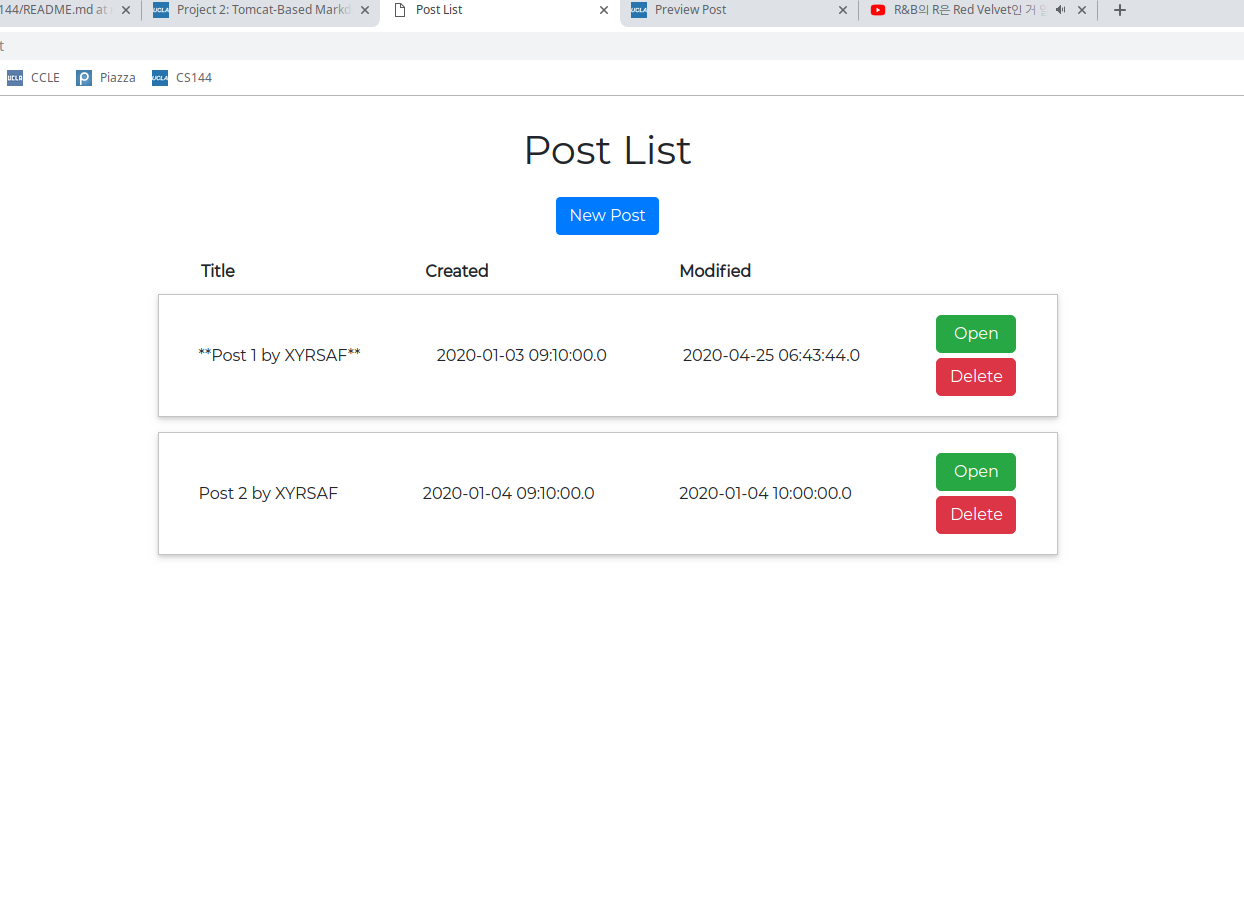 144/README.md at
Project 2: Tomcat-Based Markd
Post List
Preview Post
R&B의 R은 Red Velvet인 거
t
UCLA CCLE
Piazza
UCLA CS144
Post List
New Post
Title Created Modified
**Post 1 by XYRSAF** 2020-01-03 09:10:00.0 2020-04-25 06:43:44.0
Open
Delete
Post 2 by XYRSAF 2020-01-04 09:10:00.0 2020-01-04 10:00:00.0
Open
Delete